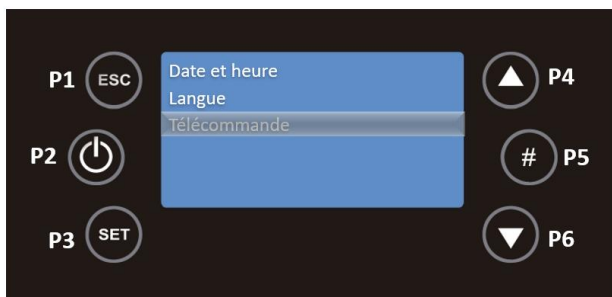 P1 ESC
Date et heure
Langue
Télécommande
P4
P2
# P5
P3 SET
P6